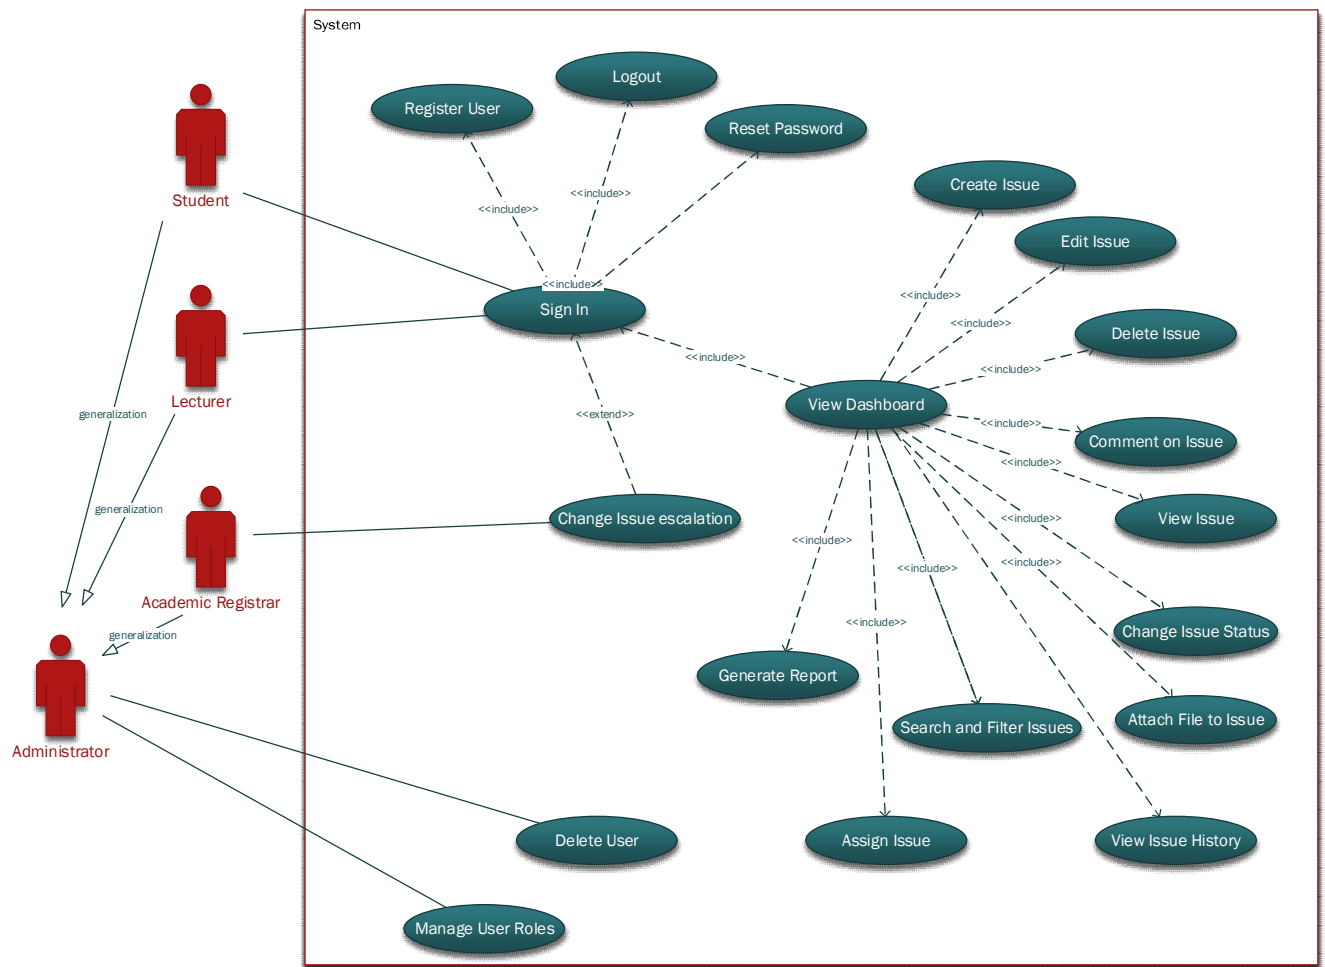 System
Logout
Register User
Reset Password
Create Issue
<<include>>
Student
<<include>>
Edit Issue
<<include>>
<<include>>
Sign In
<<include>>
Delete Issue
<<include>>
<<include>>
Lecturer
View Dashboard
generalization
<<extend>>
<<include>>
Comment on Issue
<<include>>
generalization
Change Issue escalation
<<include>>
View Issue
<<include>>
<<include>>
<<include>>
Academic Registrar
<<include>>
generalization
Change Issue Status
Generate Report
Search and Filter Issues
Attach File to Issue
Administrator
Delete User
Assign Issue
View Issue History
Manage User Roles